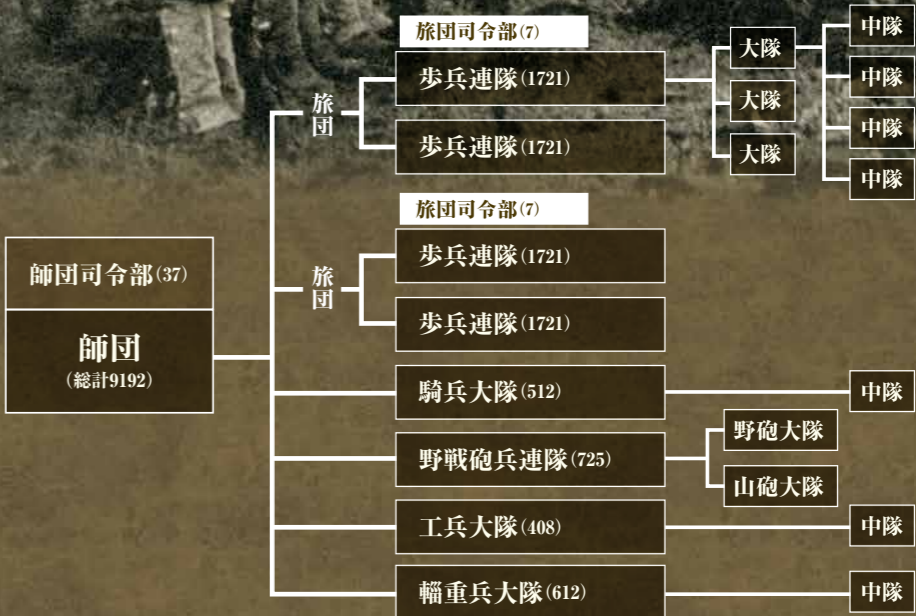 師団司令部(37)
師団
(総計9192)
旅団
旅団司令部(7)
歩兵連隊(1721)
歩兵連隊(1721)
大隊
大隊
大隊
中隊
中隊
中隊
中隊
旅団
旅団司令部(7)
歩兵連隊(1721)
歩兵連隊(1721)
騎兵大隊(512)
中隊
野戦砲兵連隊(725)
野砲大隊
山砲大隊
工兵大隊(408)
中隊
輜重兵大隊(612)
中隊